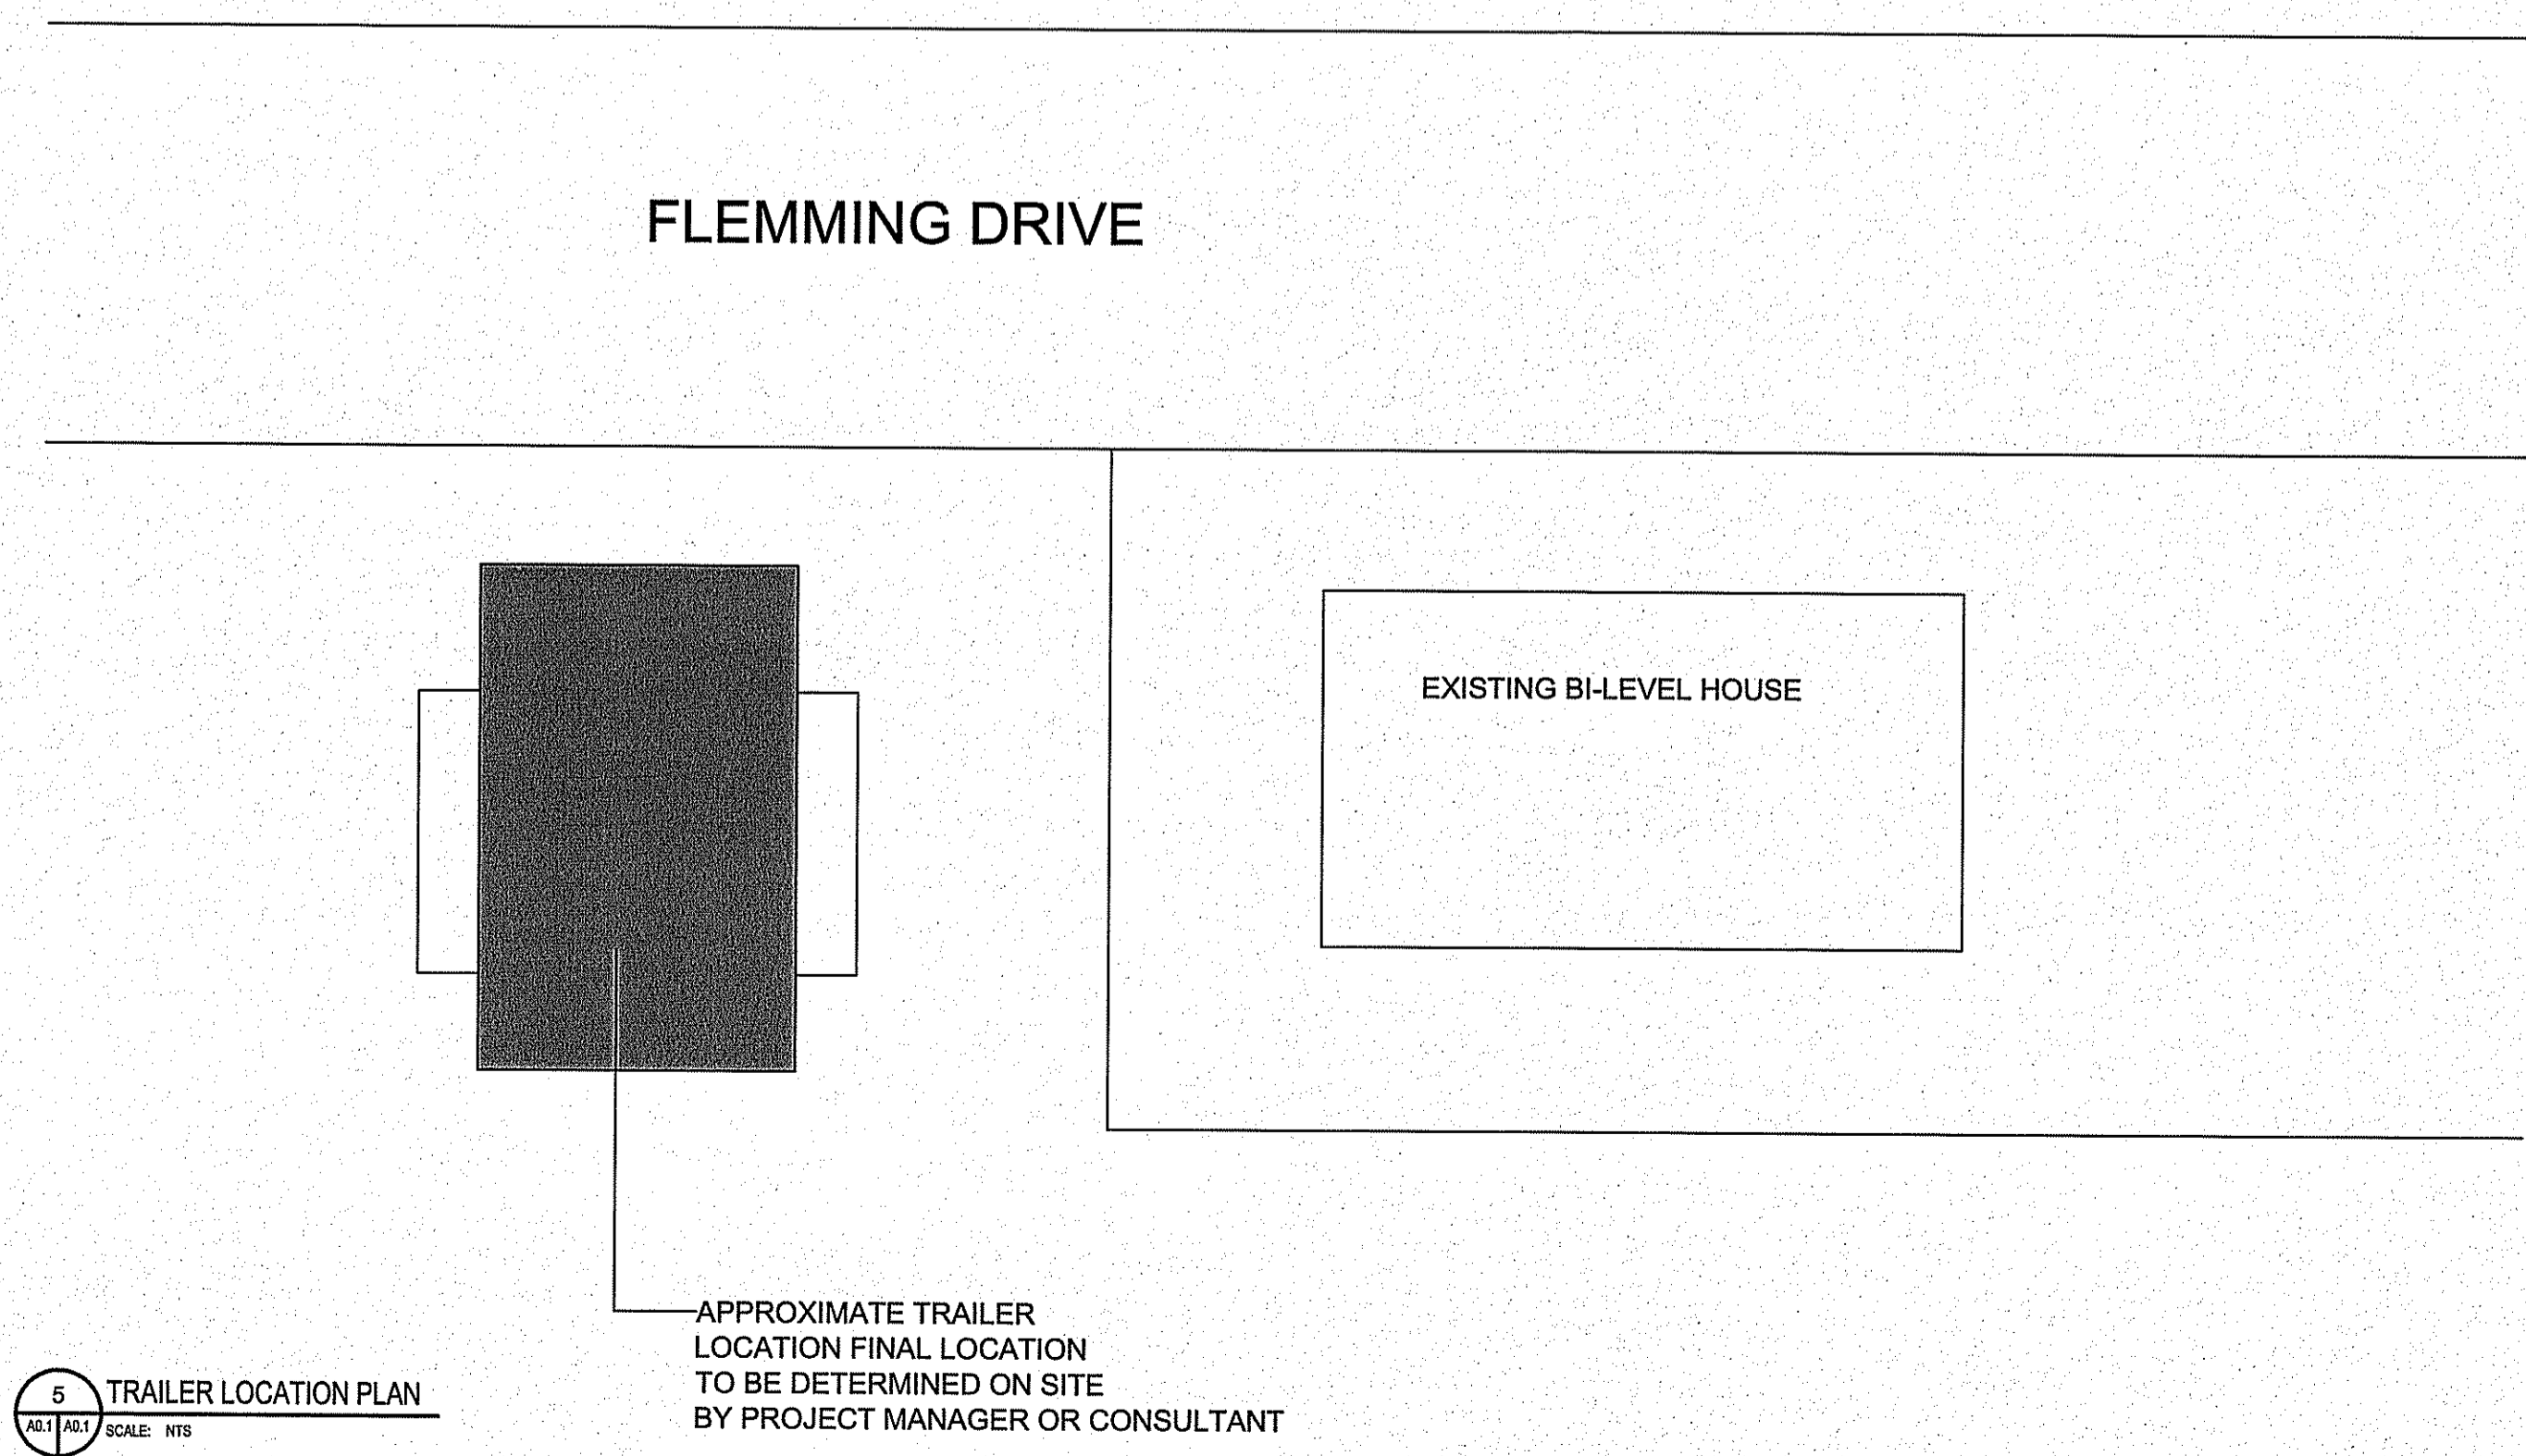 FLEMMING DRIVE
EXISTING BI-LEVEL HOUSE
APPROXIMATE TRAILER
LOCATION FINAL LOCATION
TO BE DETERMINED ON SITE
BY PROJECT MANAGER OR CONSULTANT
5
A0.1 A0.1
TRAILER LOCATION PLAN
SCALE: NTS